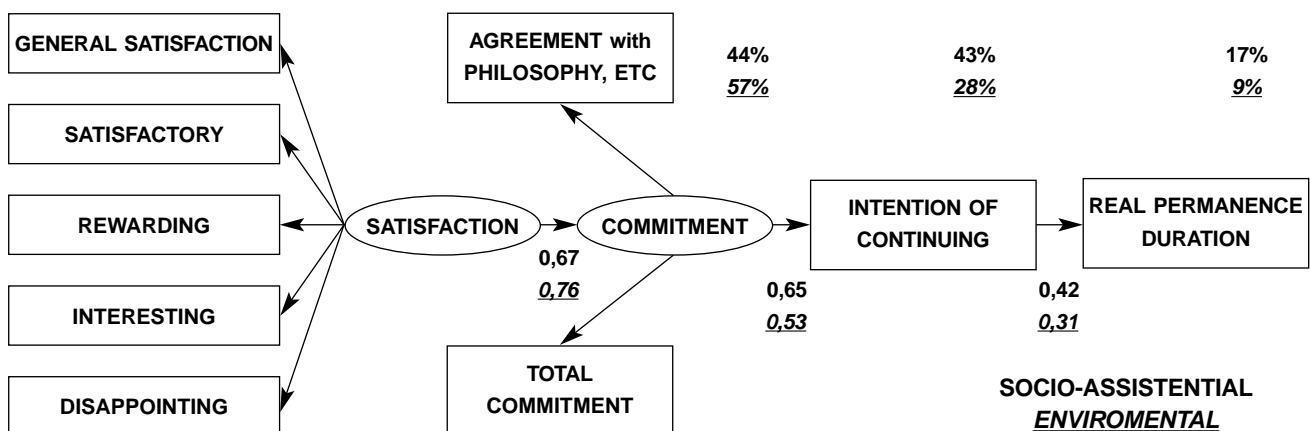 GENERAL SATISFACTION
SATISFACTORY
REWARDING
INTERESTING
DISAPPOINTING
SATISFACTION
0,67
0,76
AGREEMENT with
PHILOSOPHY, ETC
COMMITMENT
TOTAL
COMMITMENT
44%
57%
43%
28%
17%
9%
0,65
0,53
INTENTION OF
CONTINUING
0,42
0,31
REAL PERMANENCE
DURATION
SOCIO-ASSISTENTIAL
ENVIROMENTAL